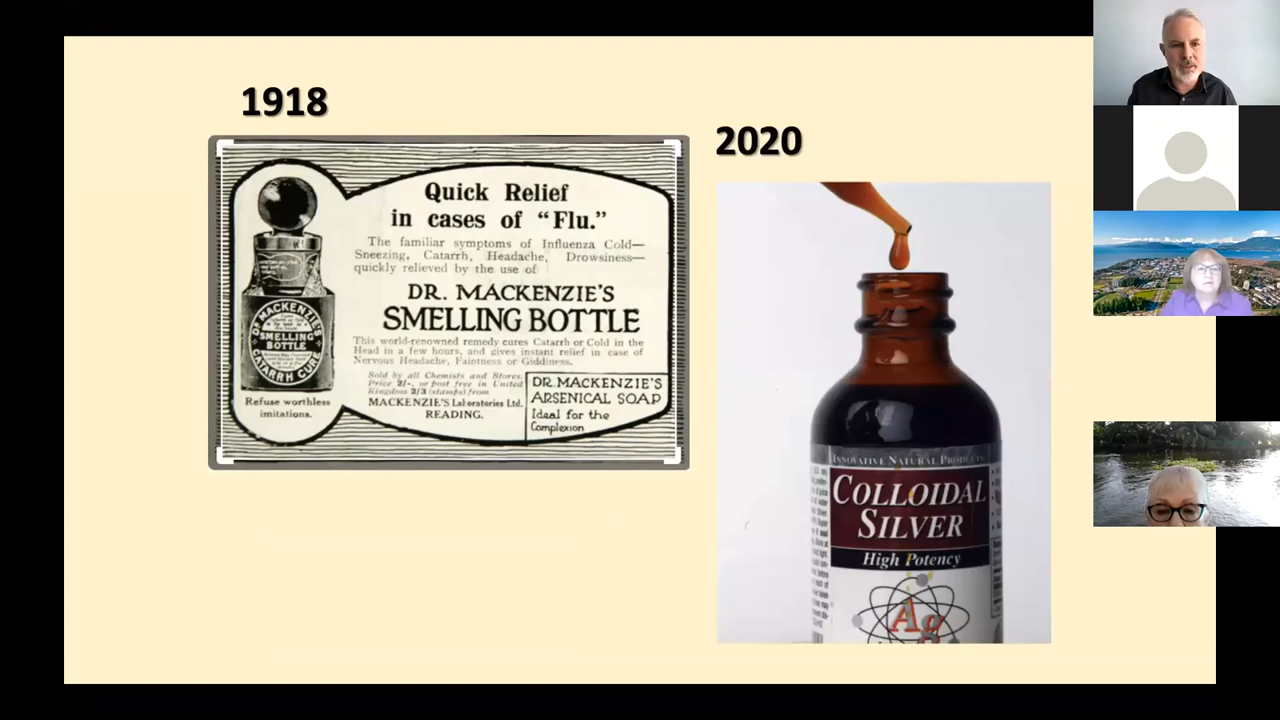 1918
Quick Relief
in cases of "Flu."
The familiar symptoms of Influenza Cold—
Sneezing, Catarrh, Headache, Drowsiness—
quickly relieved by the use of
DR. MACKENZIE'S
SMELLING BOTTLE
This world-renowned remedy cures Catarrh or Cold in the
Head in a few hours, and gives instant relief in case of
Nervous Headache, Faintness or Giddiness.
Sold by all Chemists and Stores.
Price 2/-, or post free in United
Kingdom 2/3 (stamps) from
MACKENZIE'S Laboratories Ltd.
READING.
DR. MACKENZIE'S
ARSENICAL SOAP
Ideal for the
Complexion
DR MACKENZIE'S
SMELLING
BOTTLE
CATARRH CURE
Refuse worthless
imitations.
2020
INNOVATIVE NATURAL PRODUCTS
COLLOIDAL
SILVER
High Potency
Ag